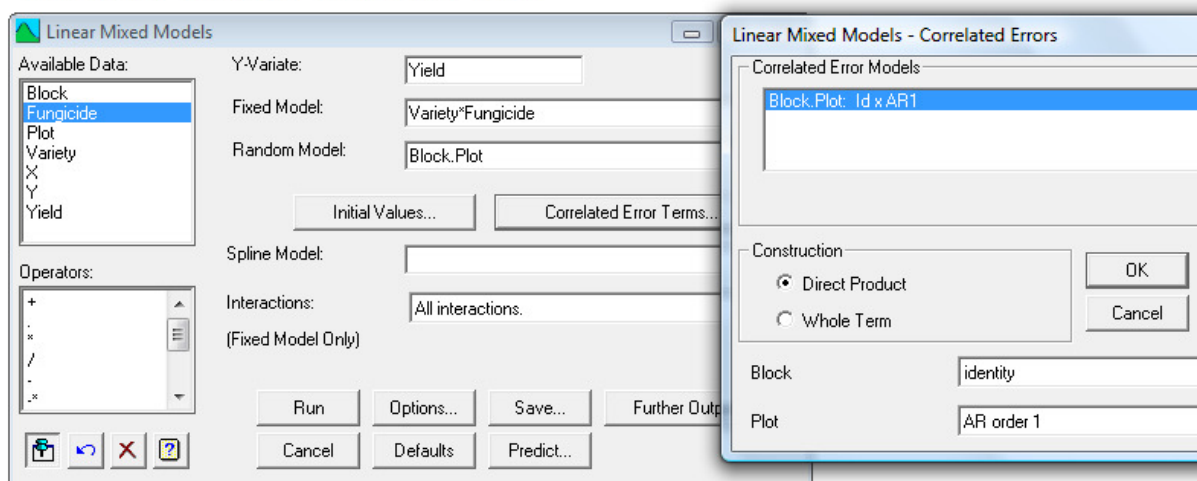 Linear Mixed Models
Available Data:
Block
Fungicide
Plot
Variety
X
Y
Yield
Operators:
+
.
*
/
-
-*
Y-Variate:
Yield
Fixed Model:
Variety*Fungicide
Random Model:
Block.Plot
Initial Values...
Correlated Error Terms...
Spline Model:
Interactions:
All interactions.
(Fixed Model Only)
Run
Options...
Save...
Further Outp
Cancel
Defaults
Predict...
Linear Mixed Models - Correlated Errors
Correlated Error Models
Block.Plot: Id x AR1
Construction
Direct Product
Whole Term
OK
Cancel
Block
identity
Plot
AR order 1